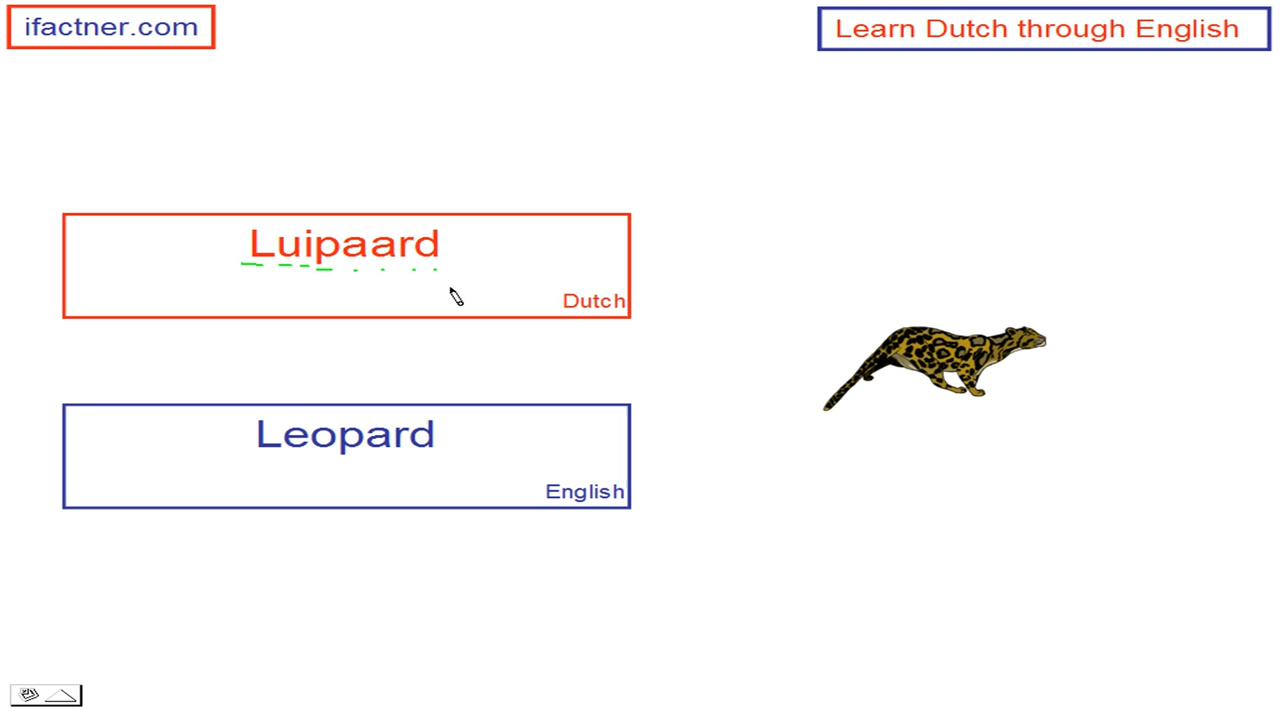 ifactner.com
Learn Dutch through English
Luipaard
Dutch
Leopard
English